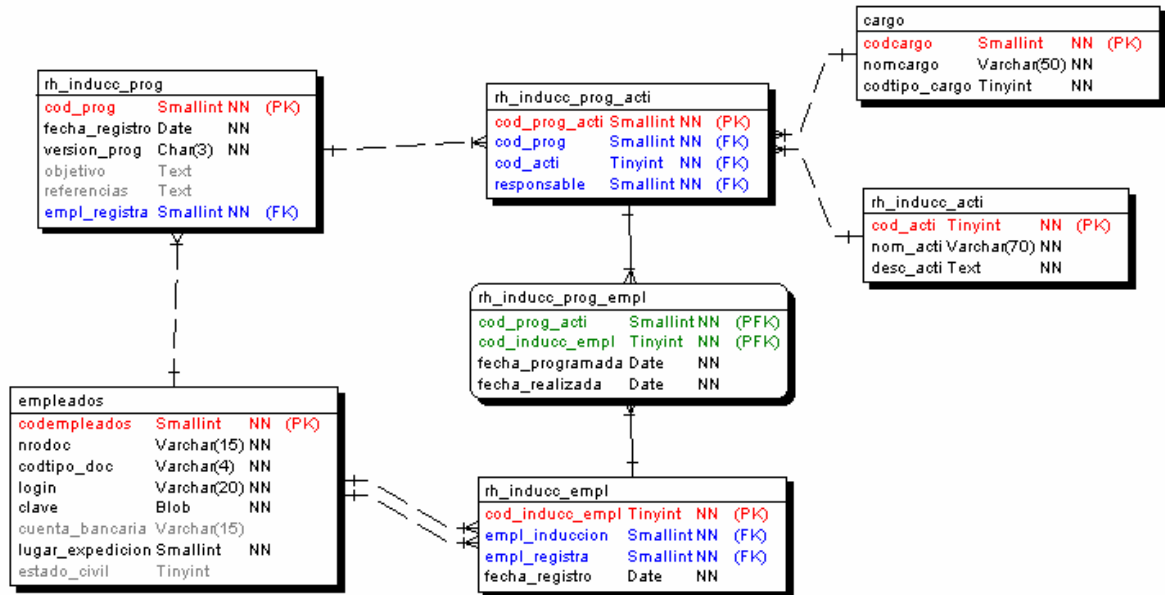 cargo
codcargo Smallint NN (PK)
nomcargo Varchar(50) NN
codtipo_cargo Tinyint NN
rh_inducc_prog
cod_prog Smallint NN (PK)
fecha_registro Date NN
version_prog Char(3) NN
objetivo Text
referencias Text
empl_registra Smallint NN (FK)
rh_inducc_prog_acti
cod_prog_acti Smallint NN (PK)
cod_prog Smallint NN (FK)
cod_acti Tinyint NN (FK)
responsable Smallint NN (FK)
rh_inducc_acti
cod_acti Tinyint NN (PK)
nom_acti Varchar(70) NN
desc_acti Text NN
rh_inducc_prog_empl
cod_prog_acti Smallint NN (PFK)
cod_inducc_empl Tinyint NN (PFK)
fecha_programada Date NN
fecha_realizada Date NN
empleados
codempleados Smallint NN (PK)
nrodoc Varchar(15) NN
codtipo_doc Varchar(4) NN
login Varchar(20) NN
clave Blob NN
cuenta_bancaria Varchar(15)
lugar_expedicion Smallint NN
estado_civil Tinyint
rh_inducc_empl
cod_inducc_empl Tinyint NN (PK)
empl_induccion Smallint NN (FK)
empl_registra Smallint NN (FK)
fecha_registro Date NN